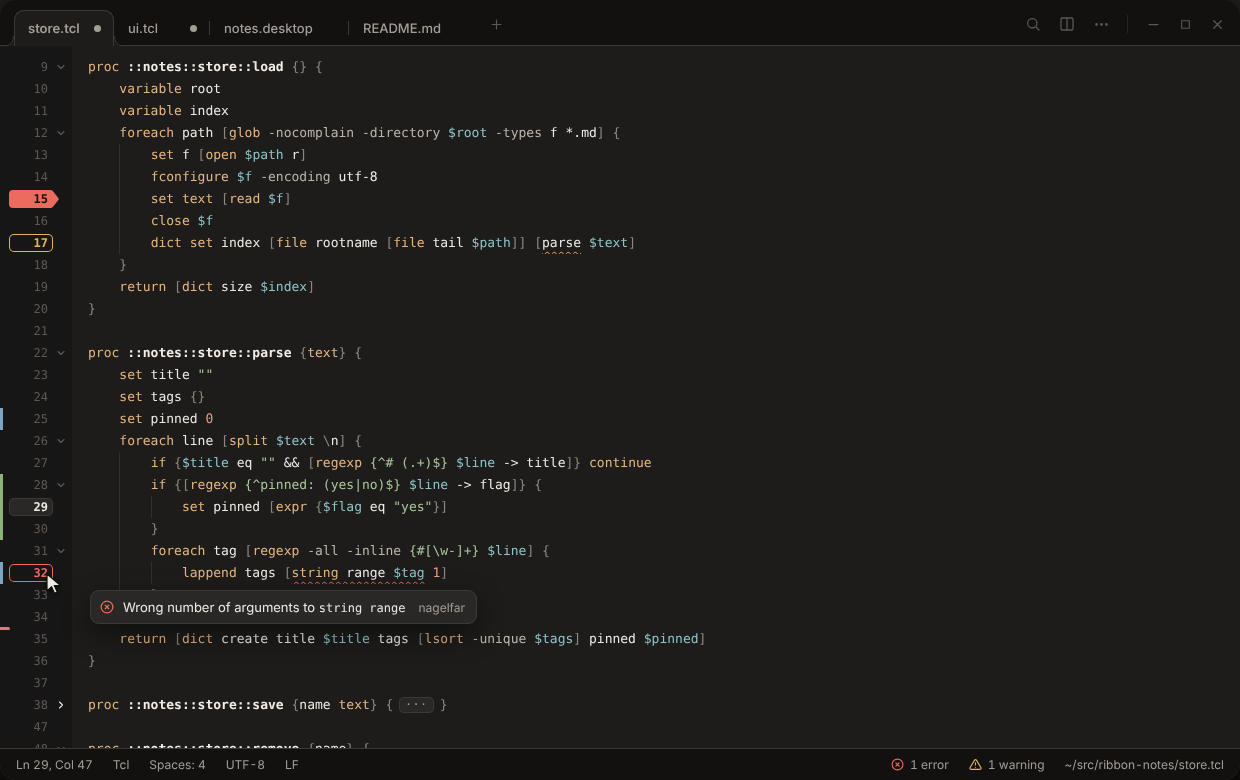 store.tcl ui.tcl notes.desktop README.md
9 proc ::notes::store::load {} {
10 variable root
11 variable index
12 foreach path [glob -nocomplain -directory $root -types f *.md] {
13 set f [open $path r]
14 fconfigure $f -encoding utf-8
15 set text [read $f]
16 close $f
17 dict set index [file rootname [file tail $path]] [parse $text]
18 }
19 return [dict size $index]
20 }
21
22 proc ::notes::store::parse {text} {
23 set title ""
24 set tags {}
25 set pinned 0
26 foreach line [split $text \n] {
27 if {$title eq "" && [regexp {^# (.+)$} $line -> title]} continue
28 if {[regexp {^pinned: (yes|no)$} $line -> flag]} {
29 set pinned [expr {$flag eq "yes"}]
30 }
31 foreach tag [regexp -all -inline {#[\w-]+} $line] {
32 lappend tags [string range $tag 1]
33
Wrong number of arguments to string range nagelfar
34
35 return [dict create title $title tags [lsort -unique $tags] pinned $pinned]
36 }
37
38 proc ::notes::store::save {name text} { ··· }
47
48 proc ::notes::store::remove {name} {
Ln 29, Col 47 Tcl Spaces: 4 UTF-8 LF 1 error 1 warning ~/src/ribbon-notes/store.tcl